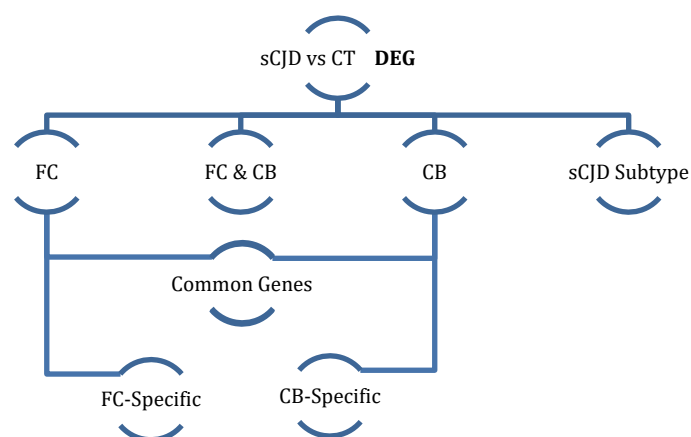 sCJD vs CT DEG
FC
FC & CB
CB
sCJD Subtype
Common Genes
FC-Specific
CB-Specific